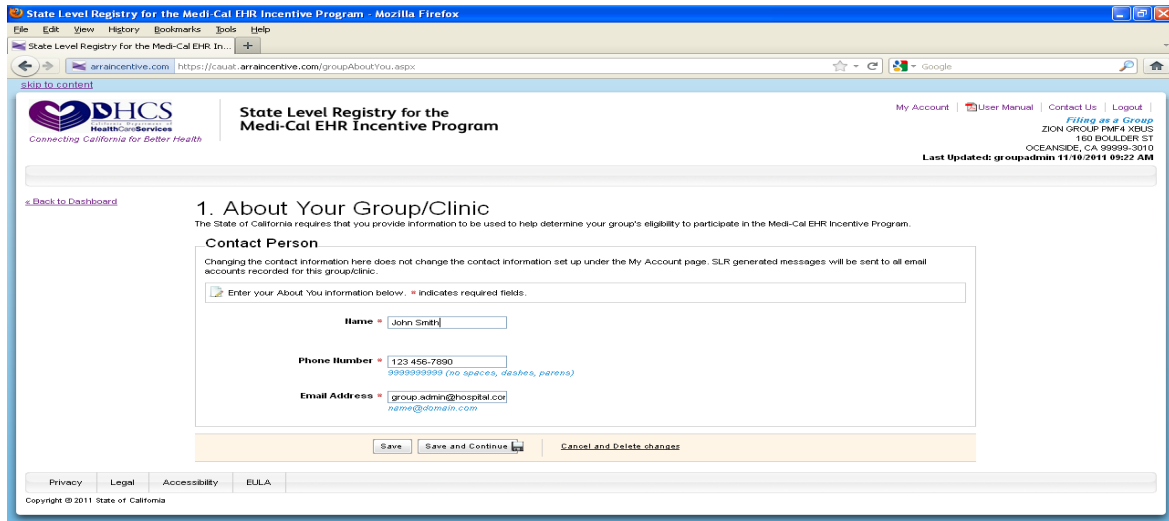 State Level Registry for the Medi-Cal EHR Incentive Program - Mozilla Firefox
File Edit View History Bookmarks Tools Help
State Level Registry for the Medi-Cal EHR In... +
arraincentive.com https://cauat.arraincentive.com/groupAboutYou.aspx Google
skip to content
DHCS
California Department of
HealthCareServices
Connecting California for Better Health
State Level Registry for the
Medi-Cal EHR Incentive Program
My Account | User Manual | Contact Us | Logout |
Filing as a Group
ZION GROUP PMF4 XBUS
160 BOULDER ST
OCEANSIDE, CA 99999-3010
Last Updated: groupadmin 11/10/2011 09:22 AM
« Back to Dashboard
1. About Your Group/Clinic
The State of California requires that you provide information to be used to help determine your group's eligibility to participate in the Medi-Cal EHR Incentive Program.
Contact Person
Changing the contact information here does not change the contact information set up under the My Account page. SLR generated messages will be sent to all email
accounts recorded for this group/clinic.
Enter your About You information below. * indicates required fields.
Name * John Smith
Phone Number * 123 456-7890
9999999999 (no spaces, dashes, parens)
Email Address * group.admin@hospital.cor
name@domain.com
Save Save and Continue Cancel and Delete changes
Privacy Legal Accessibility EULA
Copyright © 2011 State of California